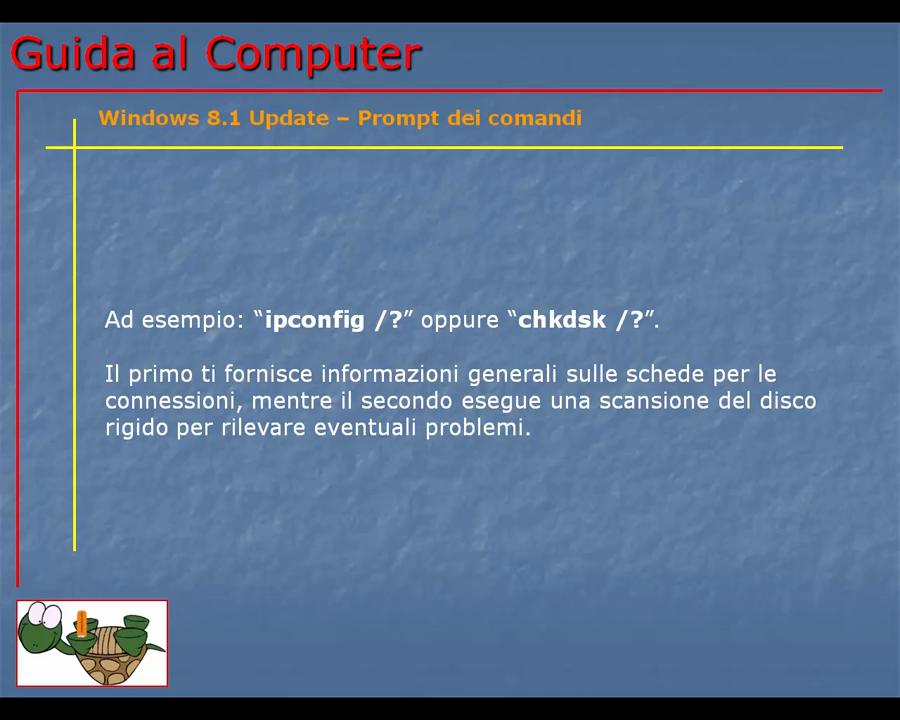 Guida al Computer
Windows 8.1 Update – Prompt dei comandi
Ad esempio: “ipconfig /?” oppure “chkdsk /?”.
Il primo ti fornisce informazioni generali sulle schede per le
connessioni, mentre il secondo esegue una scansione del disco
rigido per rilevare eventuali problemi.